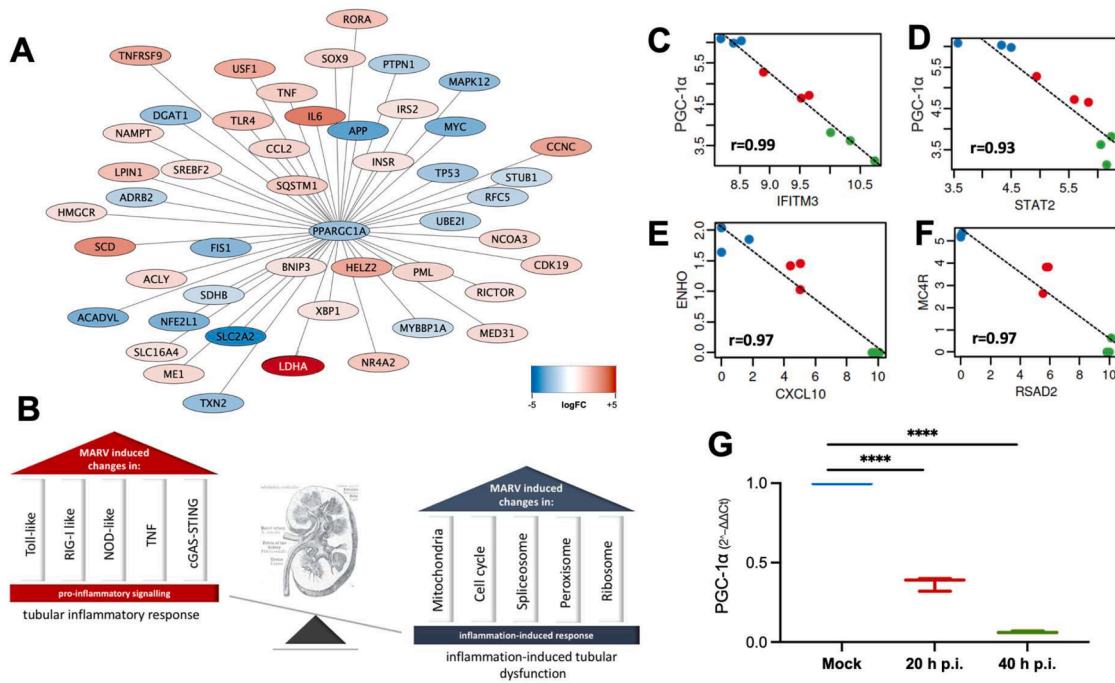 A
RORA
TNFRSF9
USF1
SOX9
PTPN1
MAPK12
TNF
IRS2
DGAT1
TLR4
IL6
APP
MYC
NAMPT
CCL2
INSR
CCNC
LPIN1
SREBF2
SQSTM1
TP53
STUB1
ADRB2
RFC5
HMGCR
UBE2I
PPARGC1A
SCD
FIS1
NCOA3
ACLY
BNIP3
HELZ2
PML
CDK19
SDHB
RICTOR
ACADVL
NFE2L1
XBP1
MYBBP1A
MED31
SLC2A2
SLC16A4
LDHA
NR4A2
ME1
TXN2
-5 logFC +5
B
MARV induced
changes in:
Toll-like
RIG-I like
NOD-like
TNF
cGAS-STING
pro-inflammatory signalling
tubular inflammatory response
MARV induced
changes in:
Mitochondria
Cell cycle
Spliceosome
Peroxisome
Ribosome
inflammation-induced response
inflammation-induced tubular
dysfunction
C
PGC-1α
5.5
4.5
3.5
r=0.99
8.5 9.0 9.5 10.0 10.5
IFITM3
D
PGC-1α
5.5
4.5
3.5
r=0.93
3.5 4.5 5.5
STAT2
E
ENHO
2.0
1.5
1.0
0.0
r=0.97
0 2 4 6 8 10
CXCL10
F
MC4R
5
4
3
2
1
0
r=0.97
0 2 4 6 8 10
RSAD2
G
****
****
PGC-1α (2^–ΔΔCt)
1.0
0.5
0.0
Mock 20 h p.i. 40 h p.i.